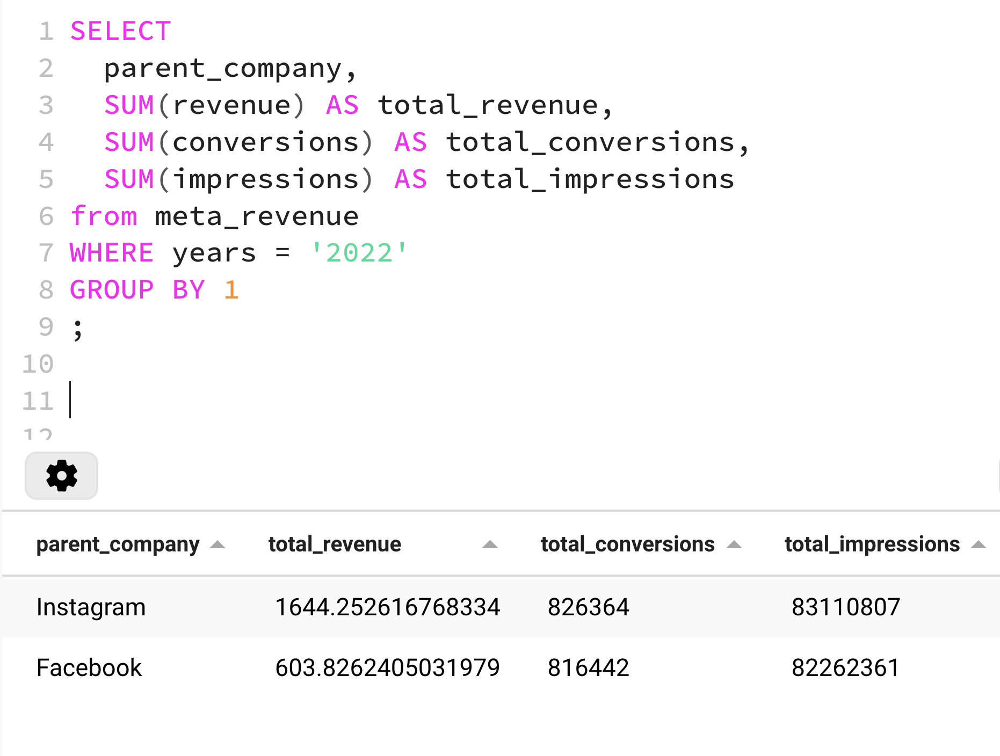 1 SELECT
2 parent_company,
3 SUM(revenue) AS total_revenue,
4 SUM(conversions) AS total_conversions,
5 SUM(impressions) AS total_impressions
6 from meta_revenue
7 WHERE years = '2022'
8 GROUP BY 1
9 ;
10
11
12
parent_company total_revenue total_conversions total_impressions
Instagram 1644.252616768334 826364 83110807
Facebook 603.8262405031979 816442 82262361